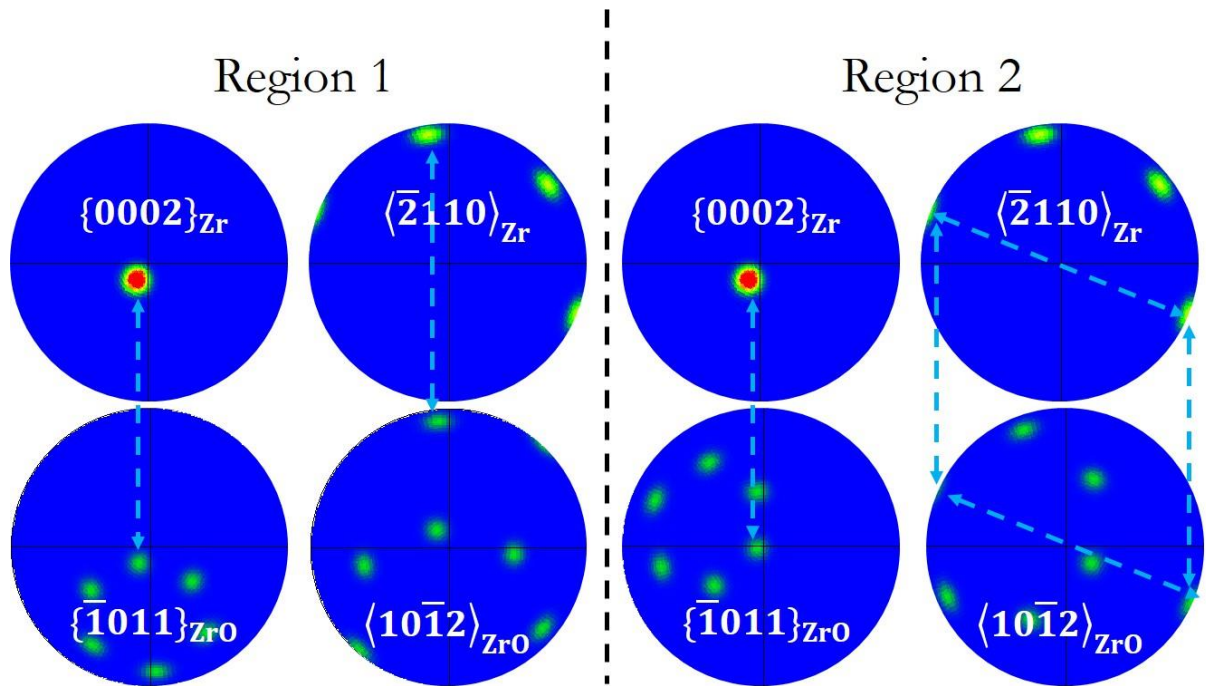 Region 1
Region 2
{0002}Zr
⟨2̅110⟩Zr
{0002}Zr
⟨2̅110⟩Zr
{1̅011}ZrO
⟨101̅2⟩ZrO
{1̅011}ZrO
⟨101̅2⟩ZrO